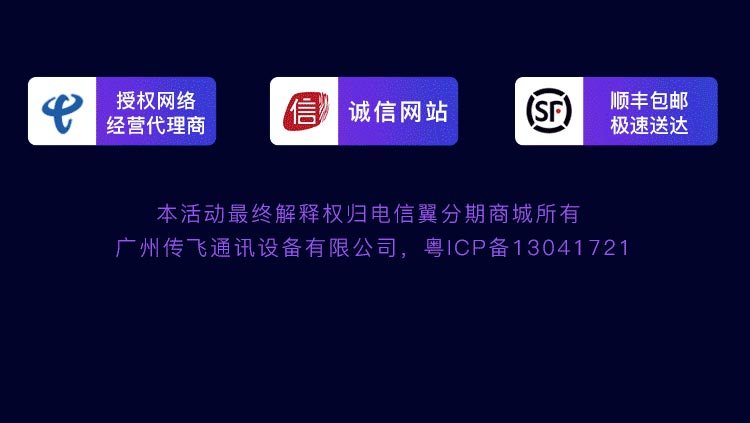 授权网络
经营代理商
信
诚信网站
SF
顺丰包邮
极速送达
本活动最终解释权归电信翼分期商城所有
广州传飞通讯设备有限公司，粤ICP备13041721